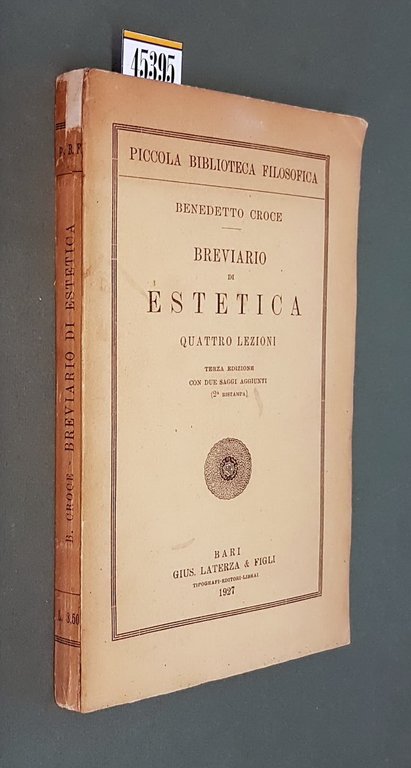 45395
PICCOLA BIBLIOTECA FILOSOFICA
BENEDETTO CROCE
BREVIARIO
DI
ESTETICA
QUATTRO LEZIONI
TERZA EDIZIONE
CON DUE SAGGI AGGIUNTI
(2ª RISTAMPA)
BARI
GIUS. LATERZA & FIGLI
TIPOGRAFI-EDITORI-LIBRAI
1927
P. B. F.
B. CROCE - BREVIARIO DI ESTETICA
L. 8.50